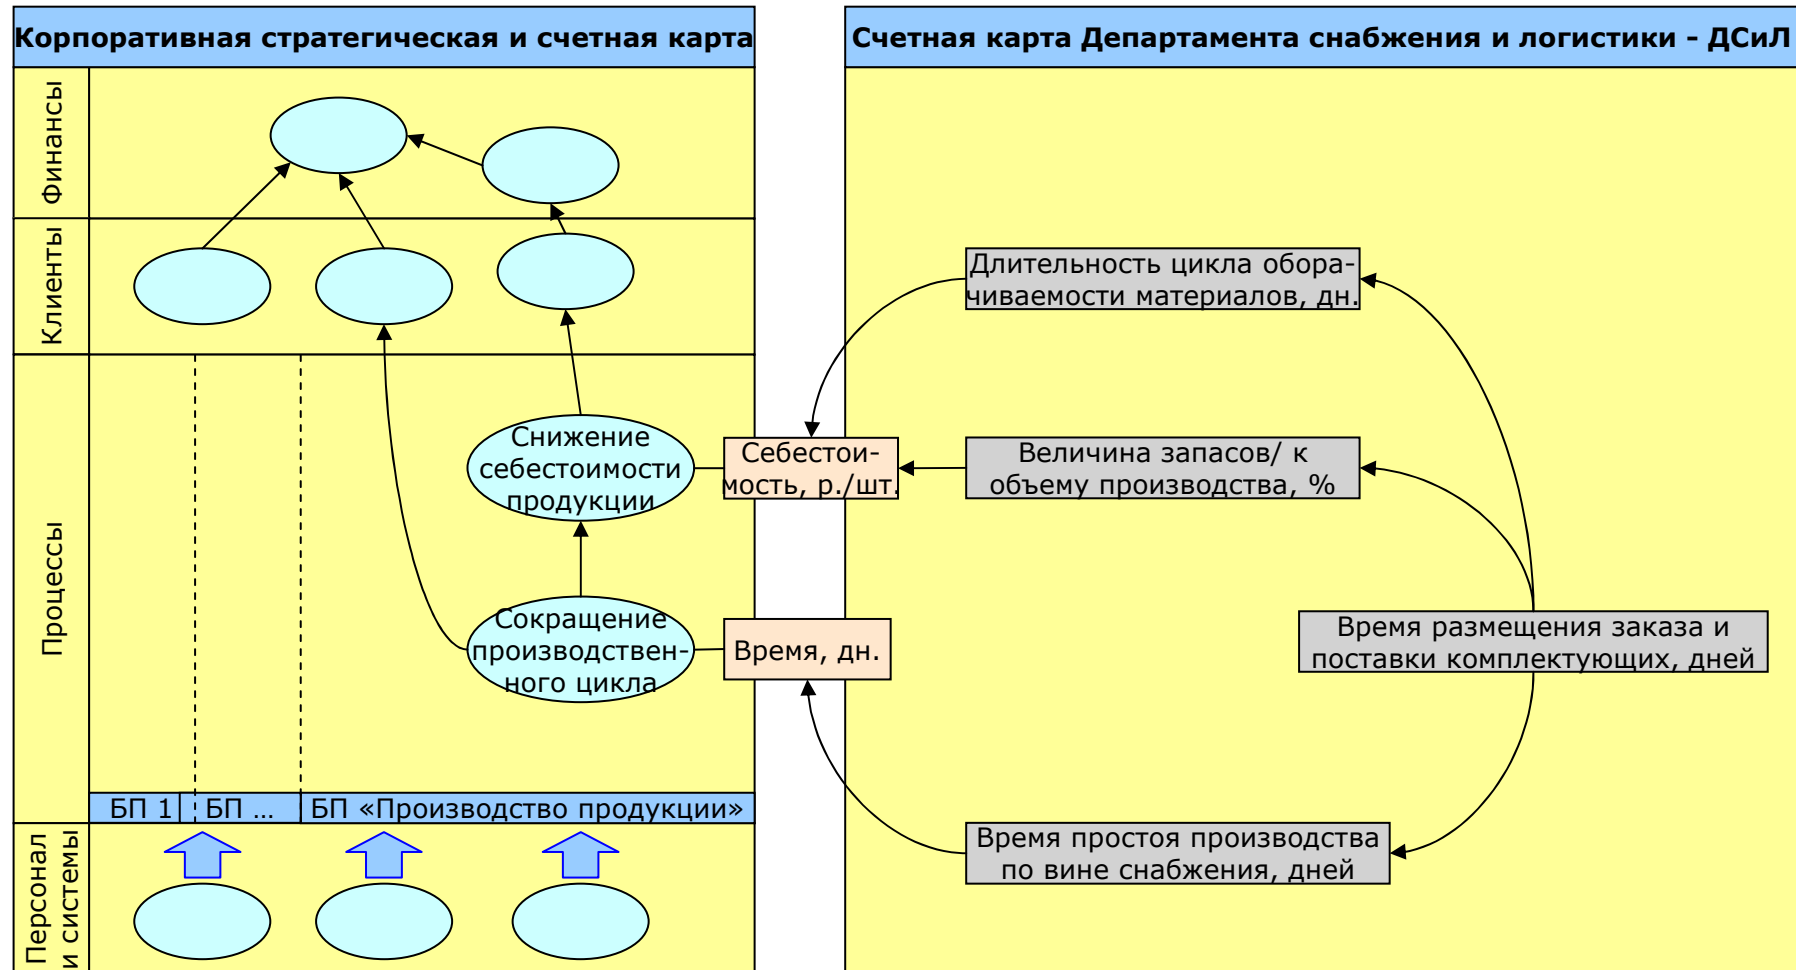 Корпоративная стратегическая и счетная карта
Финансы
Клиенты
Процессы
Снижение
себестоимости
продукции
Себестои-
мость, р./шт.
Сокращение
производствен-
ного цикла
Время, дн.
БП 1
БП ...
БП «Производство продукции»
Персонал
и системы
Счетная карта Департамента снабжения и логистики - ДСиЛ
Длительность цикла обора-
чиваемости материалов, дн.
Величина запасов/ к
объему производства, %
Время размещения заказа и
поставки комплектующих, дней
Время простоя производства
по вине снабжения, дней